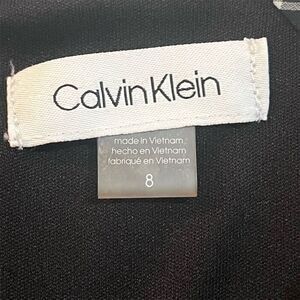 Calvin Klein
made in Vietnam
hecho en Vietnam
fabriqué en Vietnam
8